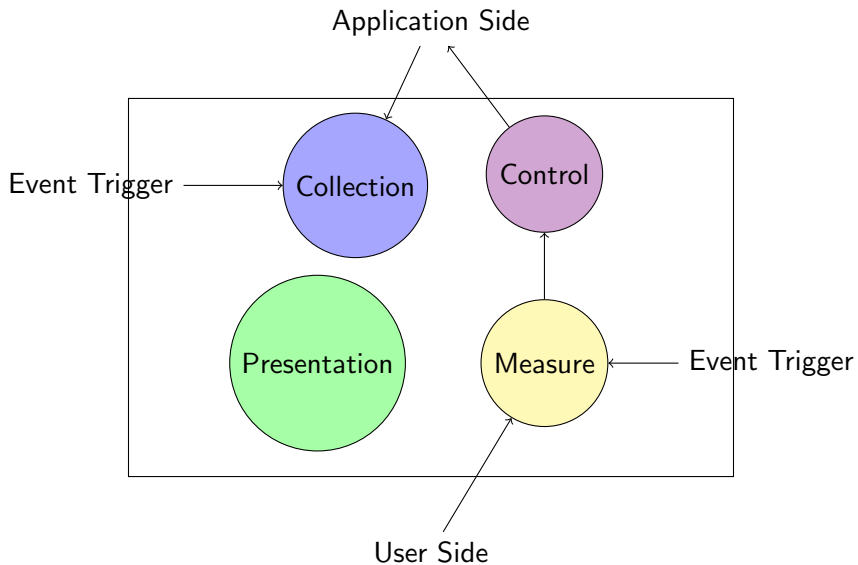 Application Side
Control
Event Trigger
Collection
Presentation
Measure
Event Trigger
User Side